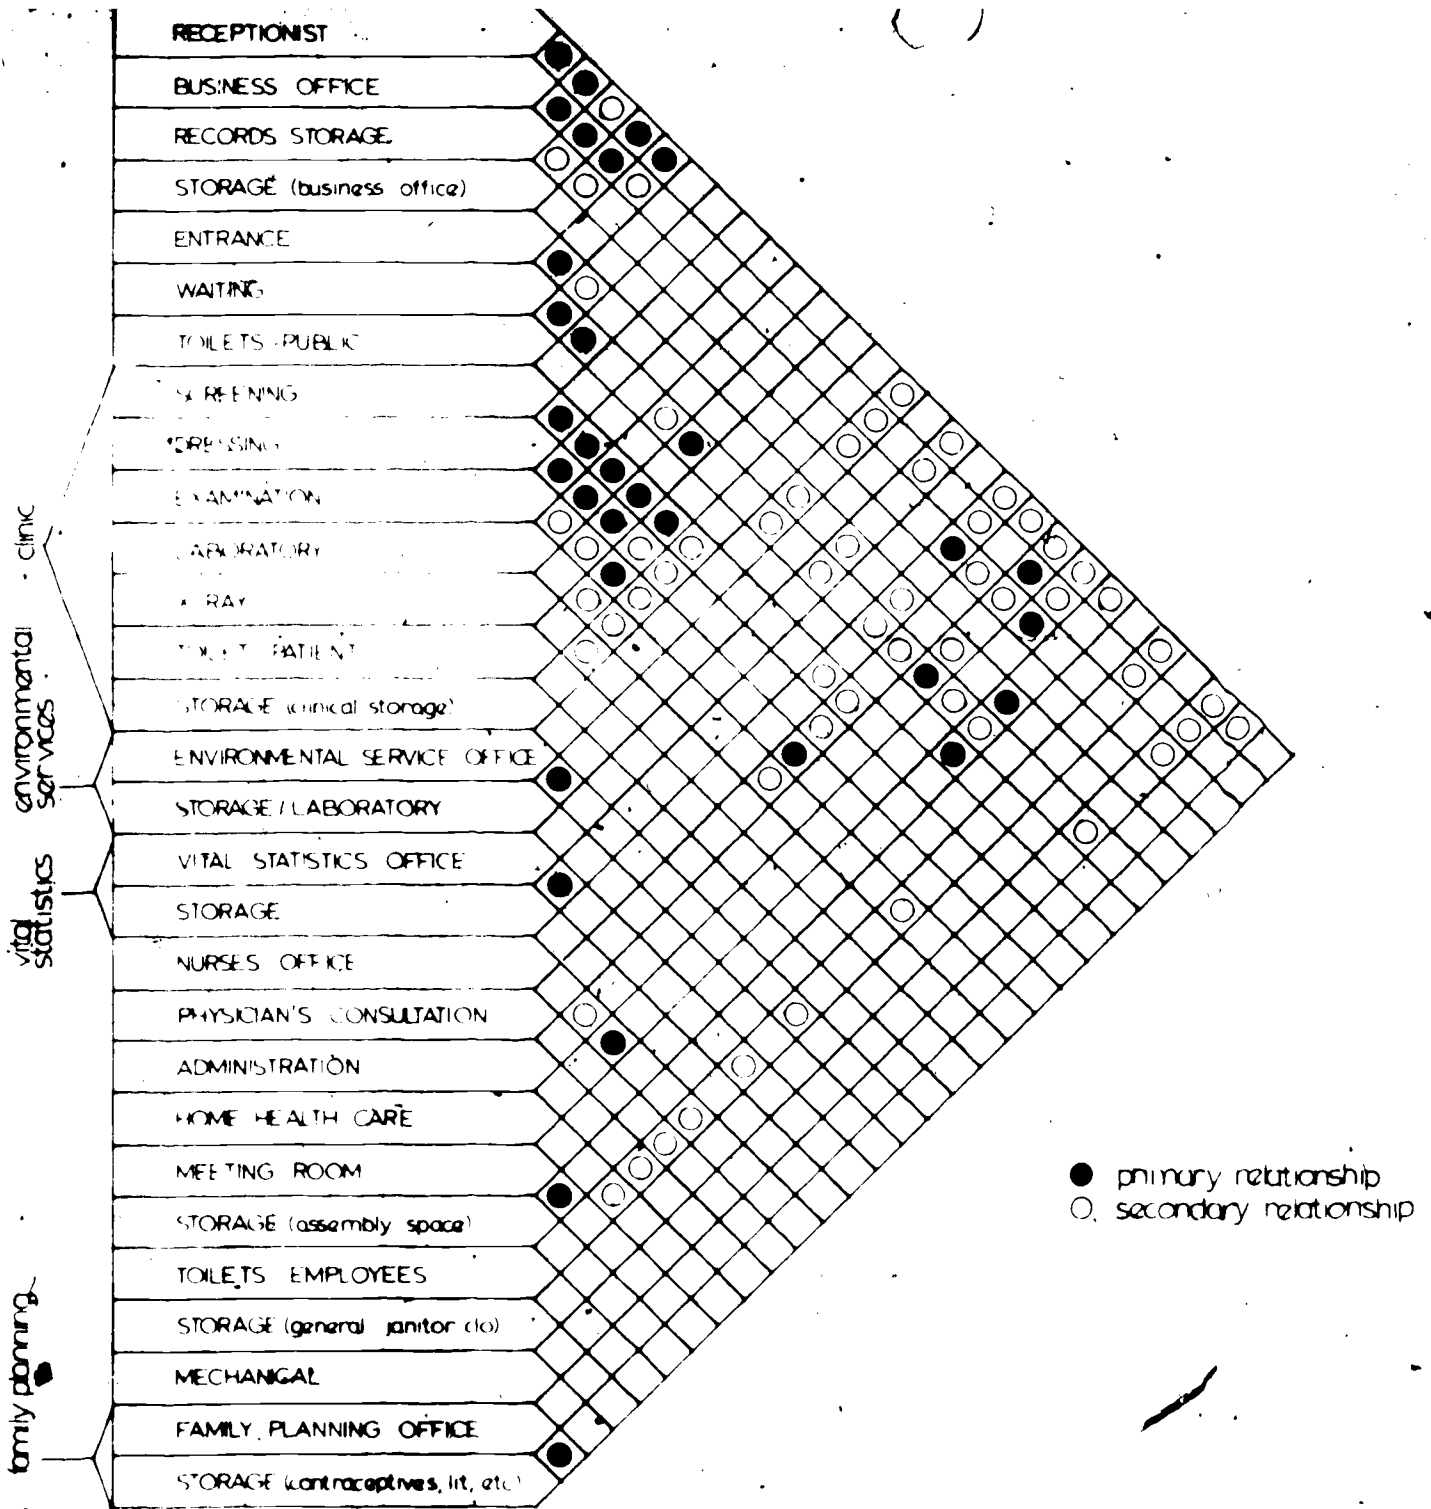 RECEPTIONIST
BUSINESS OFFICE
RECORDS STORAGE
STORAGE (business office)
ENTRANCE
WAITING
TOILETS PUBLIC
SCREENING
DRESSING
EXAMINATION
LABORATORY
X RAY
TOILET PATIENT
STORAGE (clinical storage)
ENVIRONMENTAL SERVICE OFFICE
STORAGE / LABORATORY
VITAL STATISTICS OFFICE
STORAGE
NURSES OFFICE
PHYSICIAN'S CONSULTATION
ADMINISTRATION
HOME HEALTH CARE
MEETING ROOM
STORAGE (assembly space)
TOILETS EMPLOYEES
STORAGE (general janitor clo)
MECHANICAL
FAMILY PLANNING OFFICE
STORAGE (contraceptives, lit, etc)
clinic
environmental
services
vital
statistics
family planning
primary relationship
secondary relationship